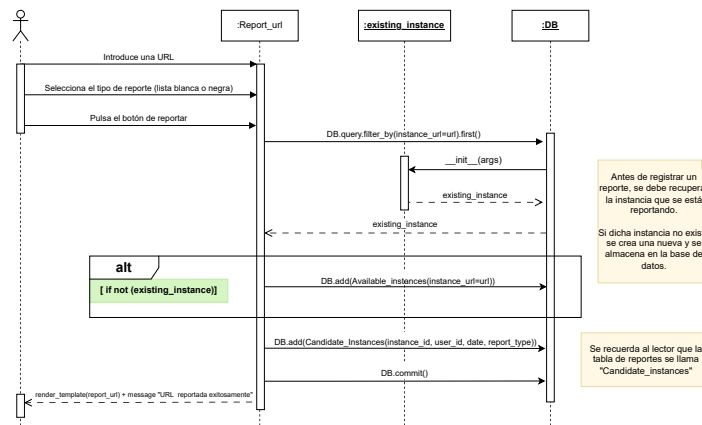 :Report_url
:existing_instance
:DB
Introduce una URL
Selecciona el tipo de reporte (lista blanca o negra)
Pulsa el botón de reportar
DB.query.filter_by(instance_url=url).first()
__init__(args)
existing_instance
existing_instance
Antes de registrar un
reporte, se debe recupera
la instancia que se está
reportando.
Si dicha instancia no exis
se crea una nueva y se
almacena en la base de
datos.
alt
[ if not (existing_instance)]
DB.add(Available_instances(instance_url=url))
DB.add(Candidate_Instances(instance_id, user_id, date, report_type))
Se recuerda al lector que la
tabla de reportes se llama
"Candidate_instances"
DB.commit()
render_template(report_url) + message "URL reportada exitosamente"